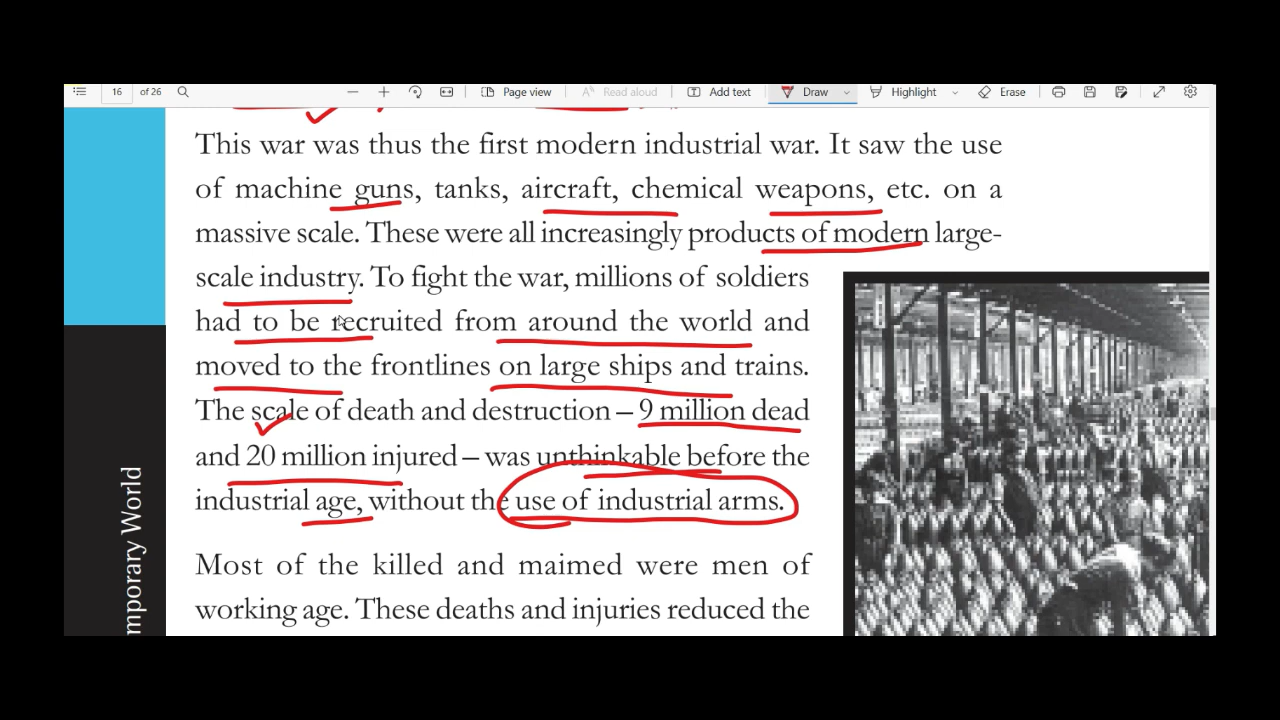 16 of 26 Page view Read aloud Add text Draw Highlight Erase
This war was thus the first modern industrial war. It saw the use
of machine guns, tanks, aircraft, chemical weapons, etc. on a
massive scale. These were all increasingly products of modern large-
scale industry. To fight the war, millions of soldiers
had to be recruited from around the world and
moved to the frontlines on large ships and trains.
The scale of death and destruction – 9 million dead
and 20 million injured – was unthinkable before the
industrial age, without the use of industrial arms.
Most of the killed and maimed were men of
working age. These deaths and injuries reduced the
mporary World